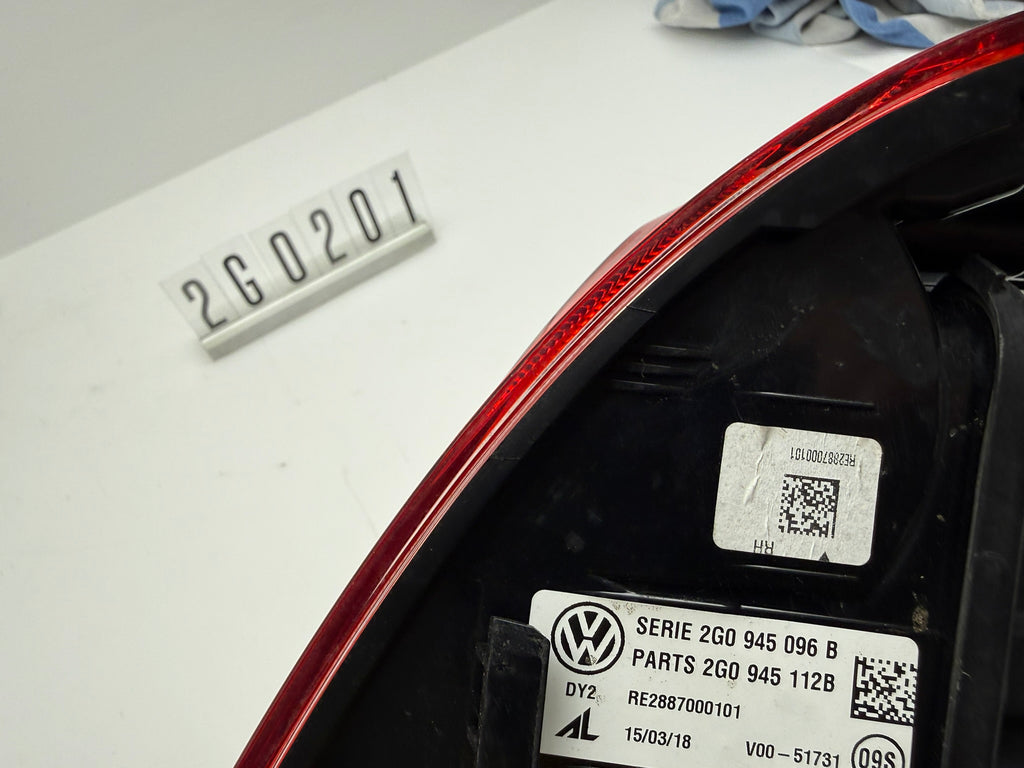 2G0201
RE2887000101
RH
SERIE 2G0 945 096 B
PARTS 2G0 945 112B
DY2
RE2887000101
AL
15/03/18
V00-51731
09S